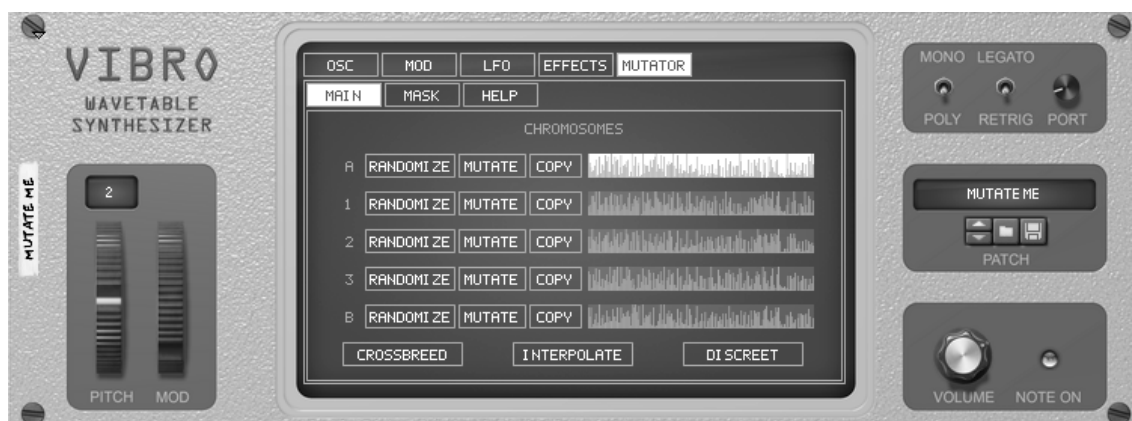 VIBRO
WAVETABLE
SYNTHESIZER
MUTATE ME
2
PITCH MOD
OSC MOD LFO EFFECTS MUTATOR
MAIN MASK HELP
CHROMOSOMES
A RANDOMIZE MUTATE COPY
1 RANDOMIZE MUTATE COPY
2 RANDOMIZE MUTATE COPY
3 RANDOMIZE MUTATE COPY
B RANDOMIZE MUTATE COPY
CROSSBREED INTERPOLATE DISCREET
MONO LEGATO
POLY RETRIG PORT
MUTATE ME
PATCH
VOLUME NOTE ON